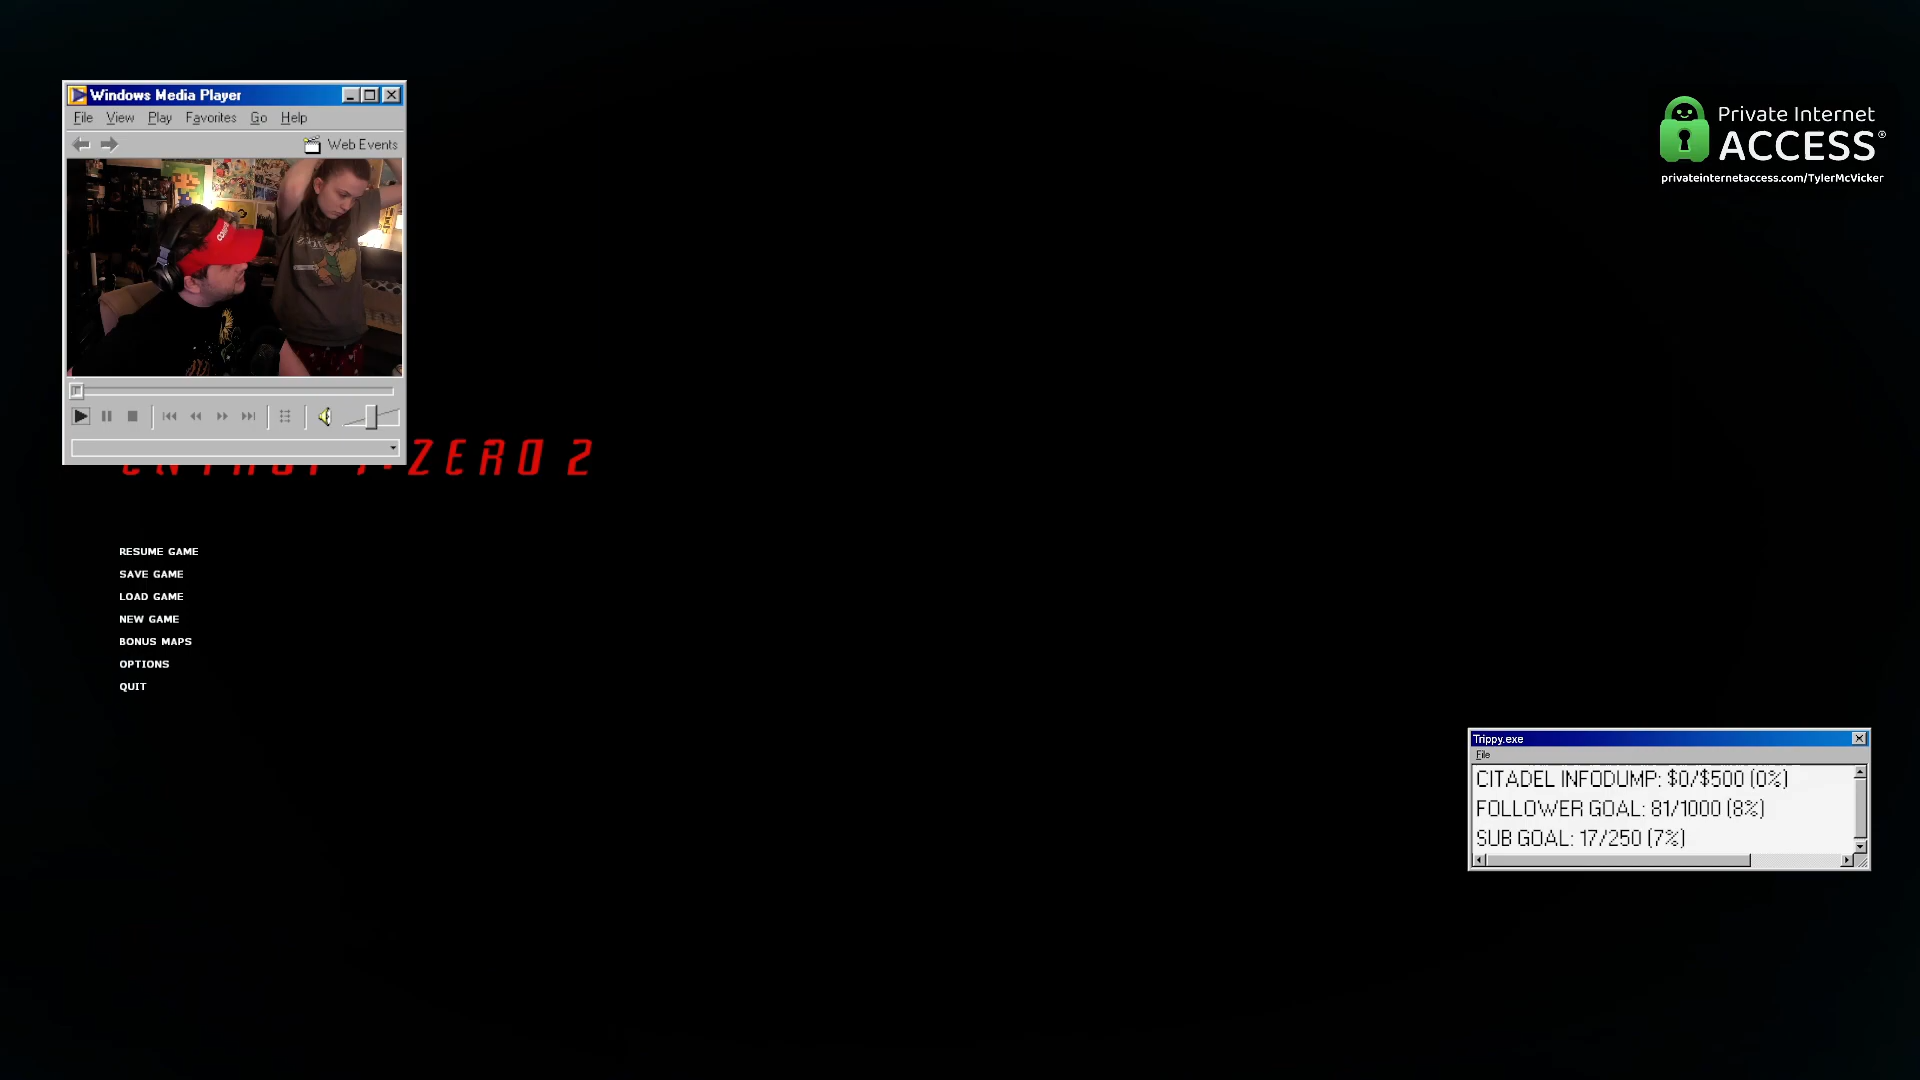 Windows Media Player
File View Play Favorites Go Help
Web Events
Private Internet
ACCESS®
privateinternetaccess.com/TylerMcVicker
ZERO 2
RESUME GAME
SAVE GAME
LOAD GAME
NEW GAME
BONUS MAPS
OPTIONS
QUIT
Trippy.exe
File
CITADEL INFODUMP: $0/$500 (0%)
FOLLOWER GOAL: 81/1000 (8%)
SUB GOAL: 17/250 (7%)